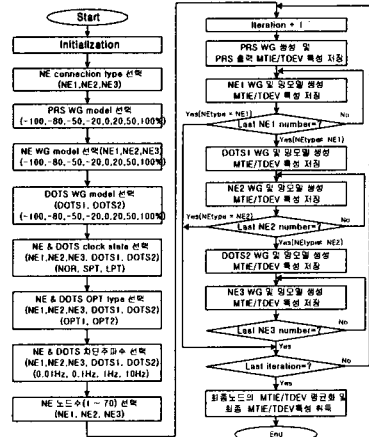 Start
Initialization
NE connection type 선택
(NE1,NE2,NE3)
PRS WG model 선택
(-100,-80,-50,-20,0,20,50,100%)
NE WG model 선택(NE1,NE2,NE3)
(-100,-80,-50,-20,0,20,50,100%)
DOTS WG model 선택
(DOTS1, DOTS2)
(-100,-80,-50,-20,0,20,50,100%)
NE & DOTS clock state 선택
(NE1,NE2,NE3, DOTS1, DOTS2)
(NOR, SPT, LPT)
NE & DOTS OPT type 선택
(NE1,NE2,NE3, DOTS1, DOTS2)
(OPT1, OPT2)
NE & DOTS 차단주파수 선택
(NE1,NE2,NE3, DOTS1, DOTS2)
(0.01Hz, 0.1Hz, 1Hz, 10Hz)
NE 노드수(1 ~ 70) 선택
(NE1, NE2, NE3)
Iteration + 1
PRS WG 생성 및
PRS 출력 MTIE/TDEV 특성 저장
NE1 WG 및 망모델 생성
MTIE/TDEV 특성 저장
Yes(NEtype = NE1)
No
Last NE1 number=?
Yes(NEtype≠ NE1)
DOTS1 WG 및 망모델 생성
MTIE/TDEV 특성 저장
NE2 WG 및 망모델 생성
MTIE/TDEV 특성 저장
Yes(NEtype = NE2)
No
Last NE2 number=?
Yes(NEtype≠ NE2)
DOTS2 WG 및 망모델 생성
MTIE/TDEV 특성 저장
NE3 WG 및 망모델 생성
MTIE/TDEV 특성 저장
No
Last NE3 number=?
Yes
No
Last iteration=?
Yes
최종노드의 MTIE/TDEV 평균화 및
최종 MTIE/TDEV특성 취득
End